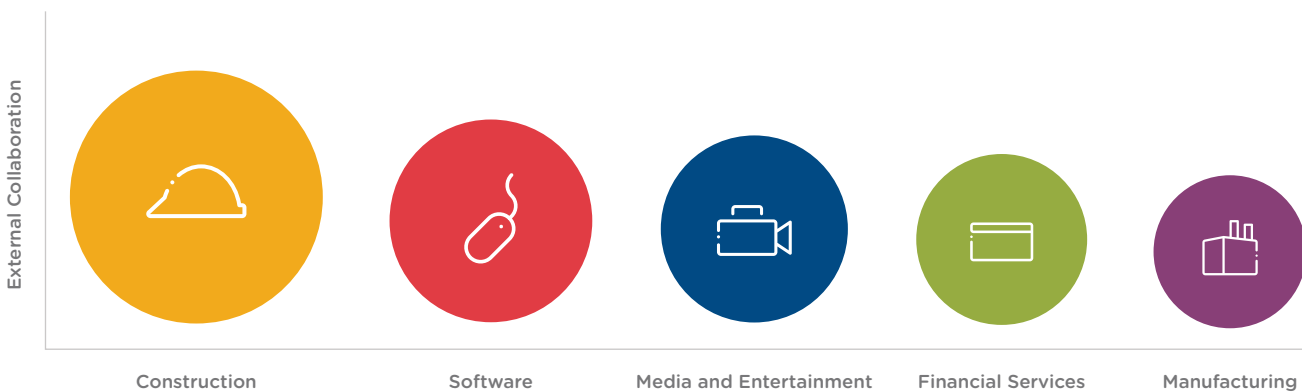 External Collaboration
Construction
Software
Media and Entertainment
Financial Services
Manufacturing